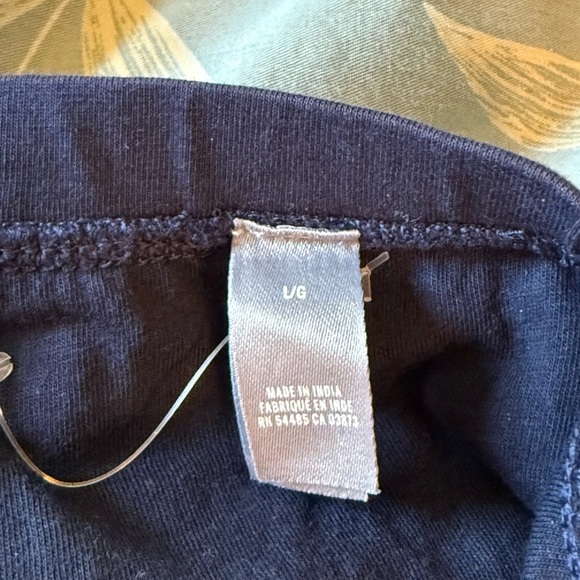 L/G
MADE IN INDIA
FABRIQUÉ EN INDE
RN 54485 CA 03873